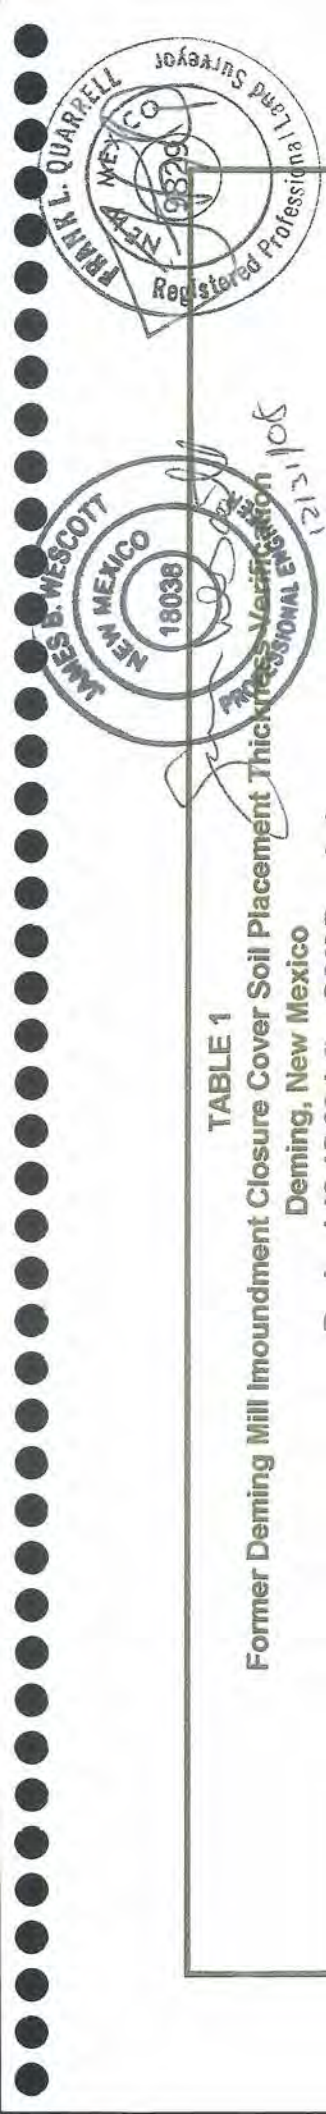 FRANK L. QUARRELL
NEW MEXICO
9829
Registered Professional Land Surveyor
JAMES B. WESCOTT
NEW MEXICO
18038
PROFESSIONAL ENGINEER
12/31/08
TABLE 1
Former Deming Mill Imoundment Closure Cover Soil Placement Thickness Verification
Deming, New Mexico